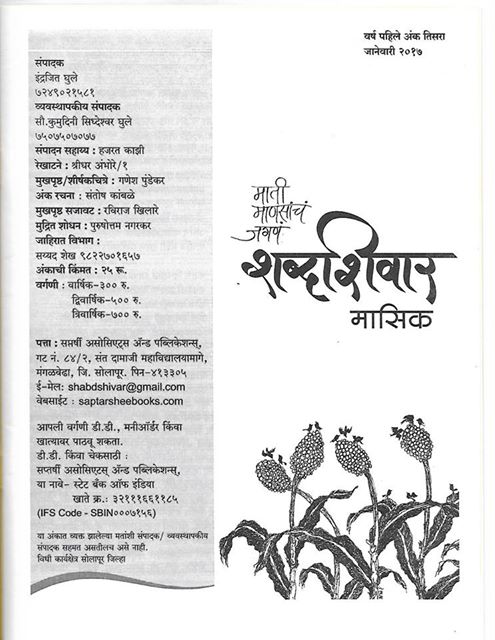 वर्ष पहिले अंक तिसरा
जानेवारी २०१७
संपादक
इंद्रजित घुले
७२४९०२१५८१
व्यवस्थापकीय संपादक
सौ.कुमुदिनी सिध्देश्वर घुले
७५०७५०७०७७
संपादन सहाय्य : हजरत काझी
रेखाटने : श्रीधर अंभोरे/१
मुखपृष्ठ/शीर्षकचित्रे : गणेश पुंडेकर
अंक रचना : संतोष कांबळे
मुखपृष्ठ सजावट : रविराज खिलारे
मुद्रित शोधन : पुरुषोत्तम नगरकर
जाहिरात विभाग :
सय्यद शेख ९८२२७०१६५७
अंकाची किंमत : २५ रू.
वर्गणी : वार्षिक-३०० रु.
द्विवार्षिक-५०० रु.
त्रिवार्षिक-७०० रु.
पत्ता : सप्तर्षी असोसिएट्स अ‍ॅन्ड पब्लिकेशन्स,
गट नं. ८४/२, संत दामाजी महाविद्यालयामागे,
मंगळवेढा, जि. सोलापूर. पिन-४१३३०५
ई-मेल: shabdshivar@gmail.com
वेबसाईट : saptarsheebooks.com
आपली वर्गणी डी.डी., मनीऑर्डर किंवा
खात्यावर पाठवू शकता.
डी.डी. किंवा चेकसाठी :
सप्तर्षी असोसिएटस् अ‍ॅन्ड पब्लिकेशन्स,
या नावे- स्टेट बँक ऑफ इंडिया
खाते क्र.: ३२१११६६११८५
(IFS Code - SBIN०००७१५६)
या अंकात व्यक्त झालेल्या मतांशी संपादक/ व्यवस्थापकीय
संपादक सहमत असतीलच असे नाही.
विधी कार्यक्षेत्र सोलापूर जिल्हा
माती
माणसांचं
जगणं
शब्दशिवार
मासिक